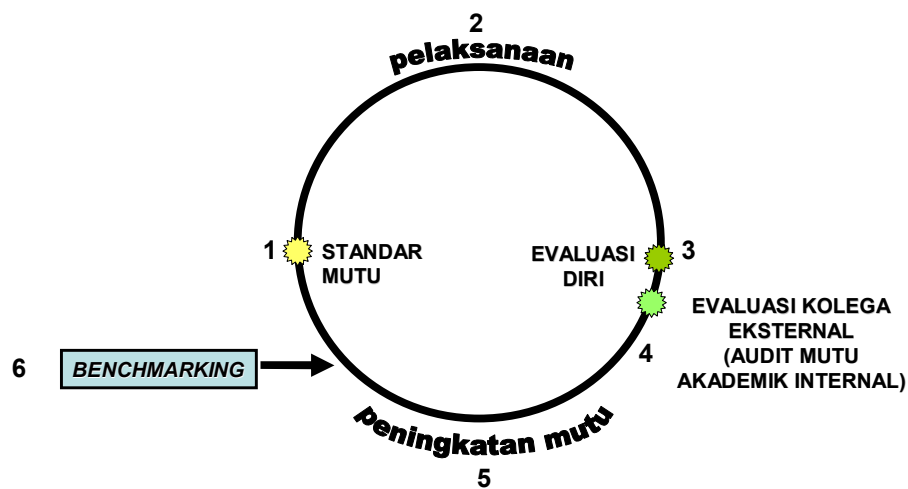 2
pelaksanaan
1
STANDAR
MUTU
EVALUASI
DIRI
3
EVALUASI KOLEGA
EKSTERNAL
(AUDIT MUTU
AKADEMIK INTERNAL)
4
6
BENCHMARKING
peningkatan mutu
5